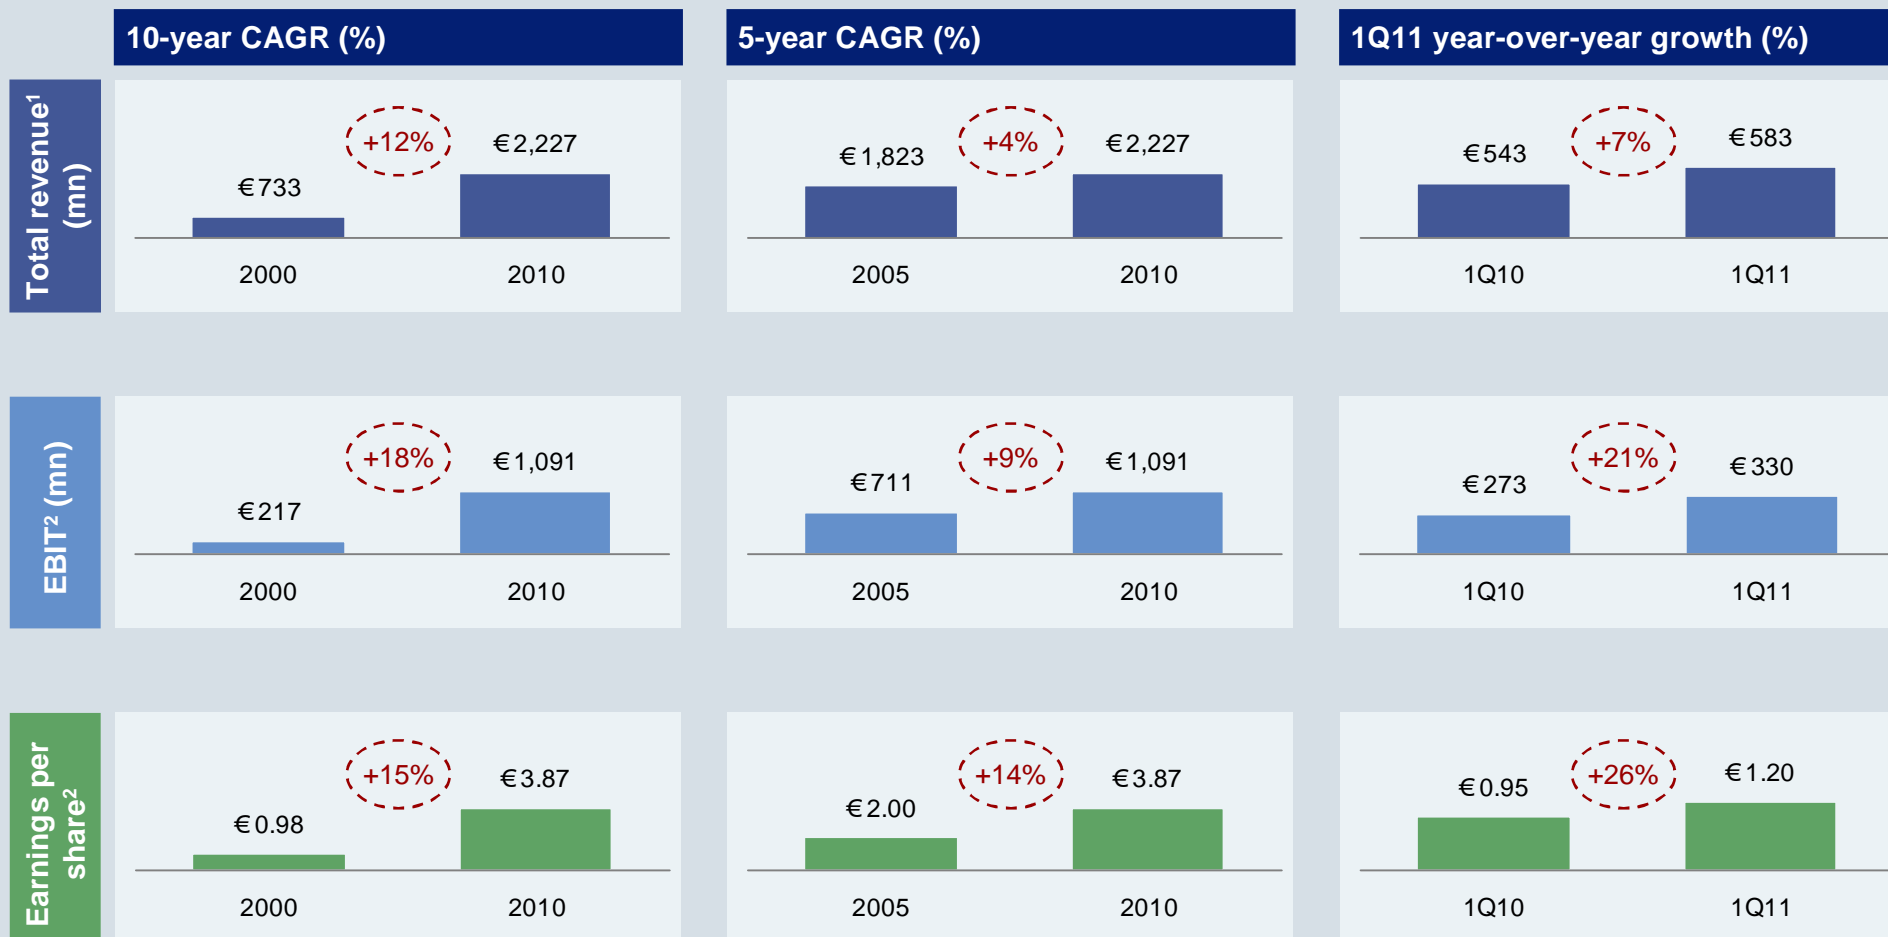 10-year CAGR (%)
5-year CAGR (%)
1Q11 year-over-year growth (%)
Total revenue¹
(mn)
€733
+12%
€2,227
2000
2010
€1,823
+4%
€2,227
2005
2010
€543
+7%
€583
1Q10
1Q11
EBIT² (mn)
€217
+18%
€1,091
2000
2010
€711
+9%
€1,091
2005
2010
€273
+21%
€330
1Q10
1Q11
Earnings per
share²
€0.98
+15%
€3.87
2000
2010
€2.00
+14%
€3.87
2005
2010
€0.95
+26%
€1.20
1Q10
1Q11